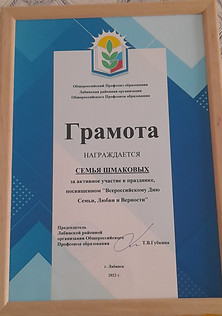 Общероссийский Профсоюз образования
Лабинская районная организация
Общероссийского Профсоюза образования
Грамота
НАГРАЖДАЕТСЯ
СЕМЬЯ ШМАКОВЫХ
за активное участие в празднике,
посвященном "Всероссийскому Дню
Семьи, Любви и Верности"
Председатель
Лабинской районной
организации Общероссийского
Профсоюза образования Т.В.Губкина
г. Лабинск
2022 г.